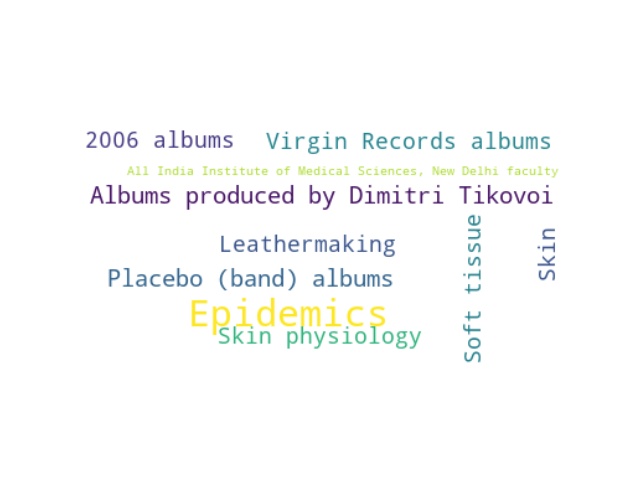 2006 albums
Virgin Records albums
All India Institute of Medical Sciences, New Delhi faculty
Albums produced by Dimitri Tikovoi
Leathermaking
Placebo (band) albums
Epidemics
Skin physiology
Soft tissue
Skin